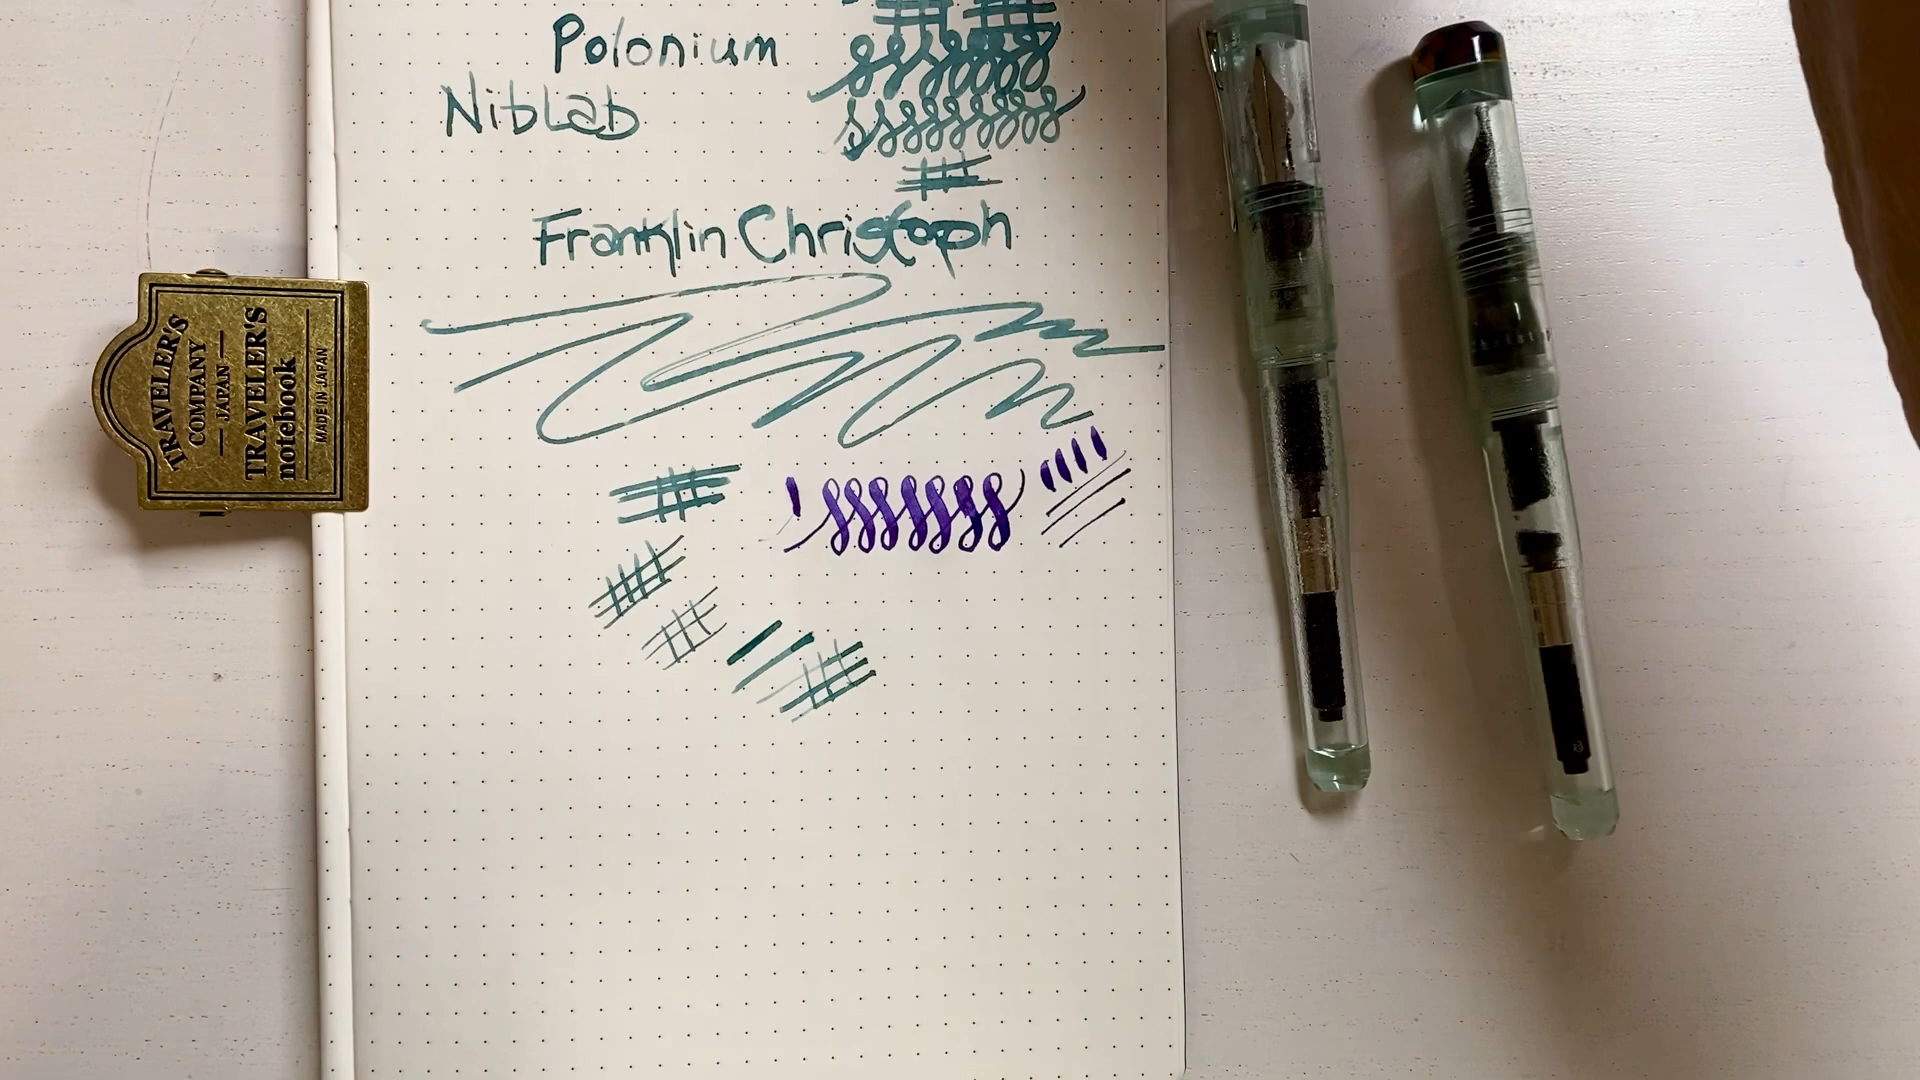 Polonium
NibLab
Franklin Christoph
TRAVELER'S
COMPANY
JAPAN
TRAVELER'S
notebook
MADE IN JAPAN